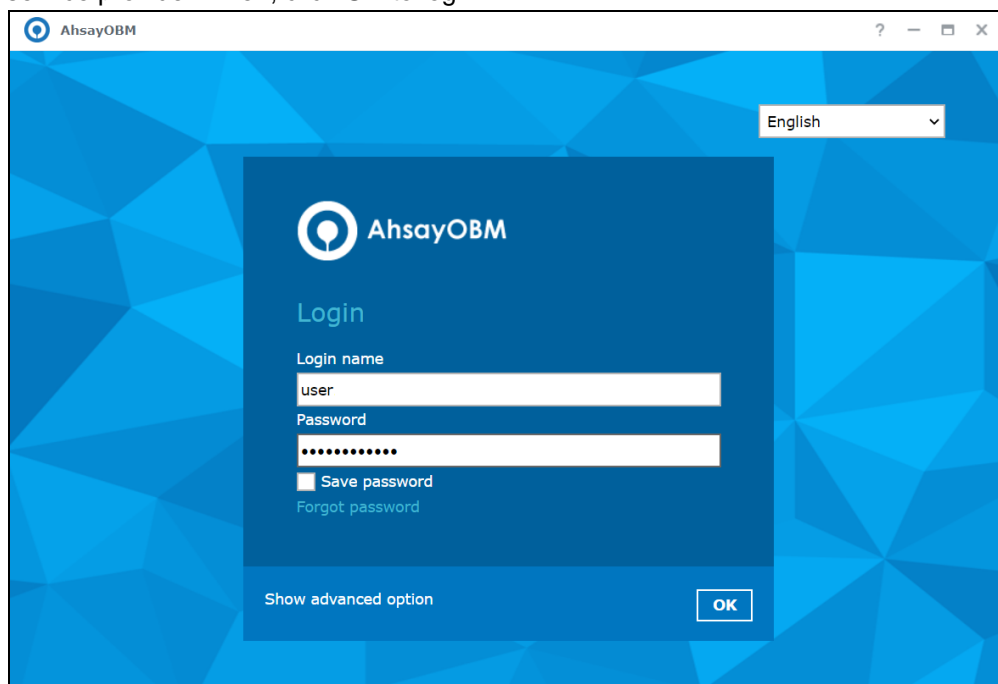 AhsayOBM ?
English
AhsayOBM
Login
Login name
user
Password
••••••••••••
Save password
Forgot password
Show advanced option
OK